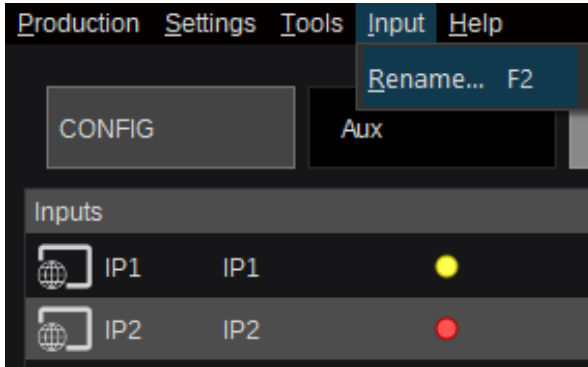 Production Settings Tools Input Help
Rename... F2
CONFIG Aux
Inputs
IP1 IP1
IP2 IP2